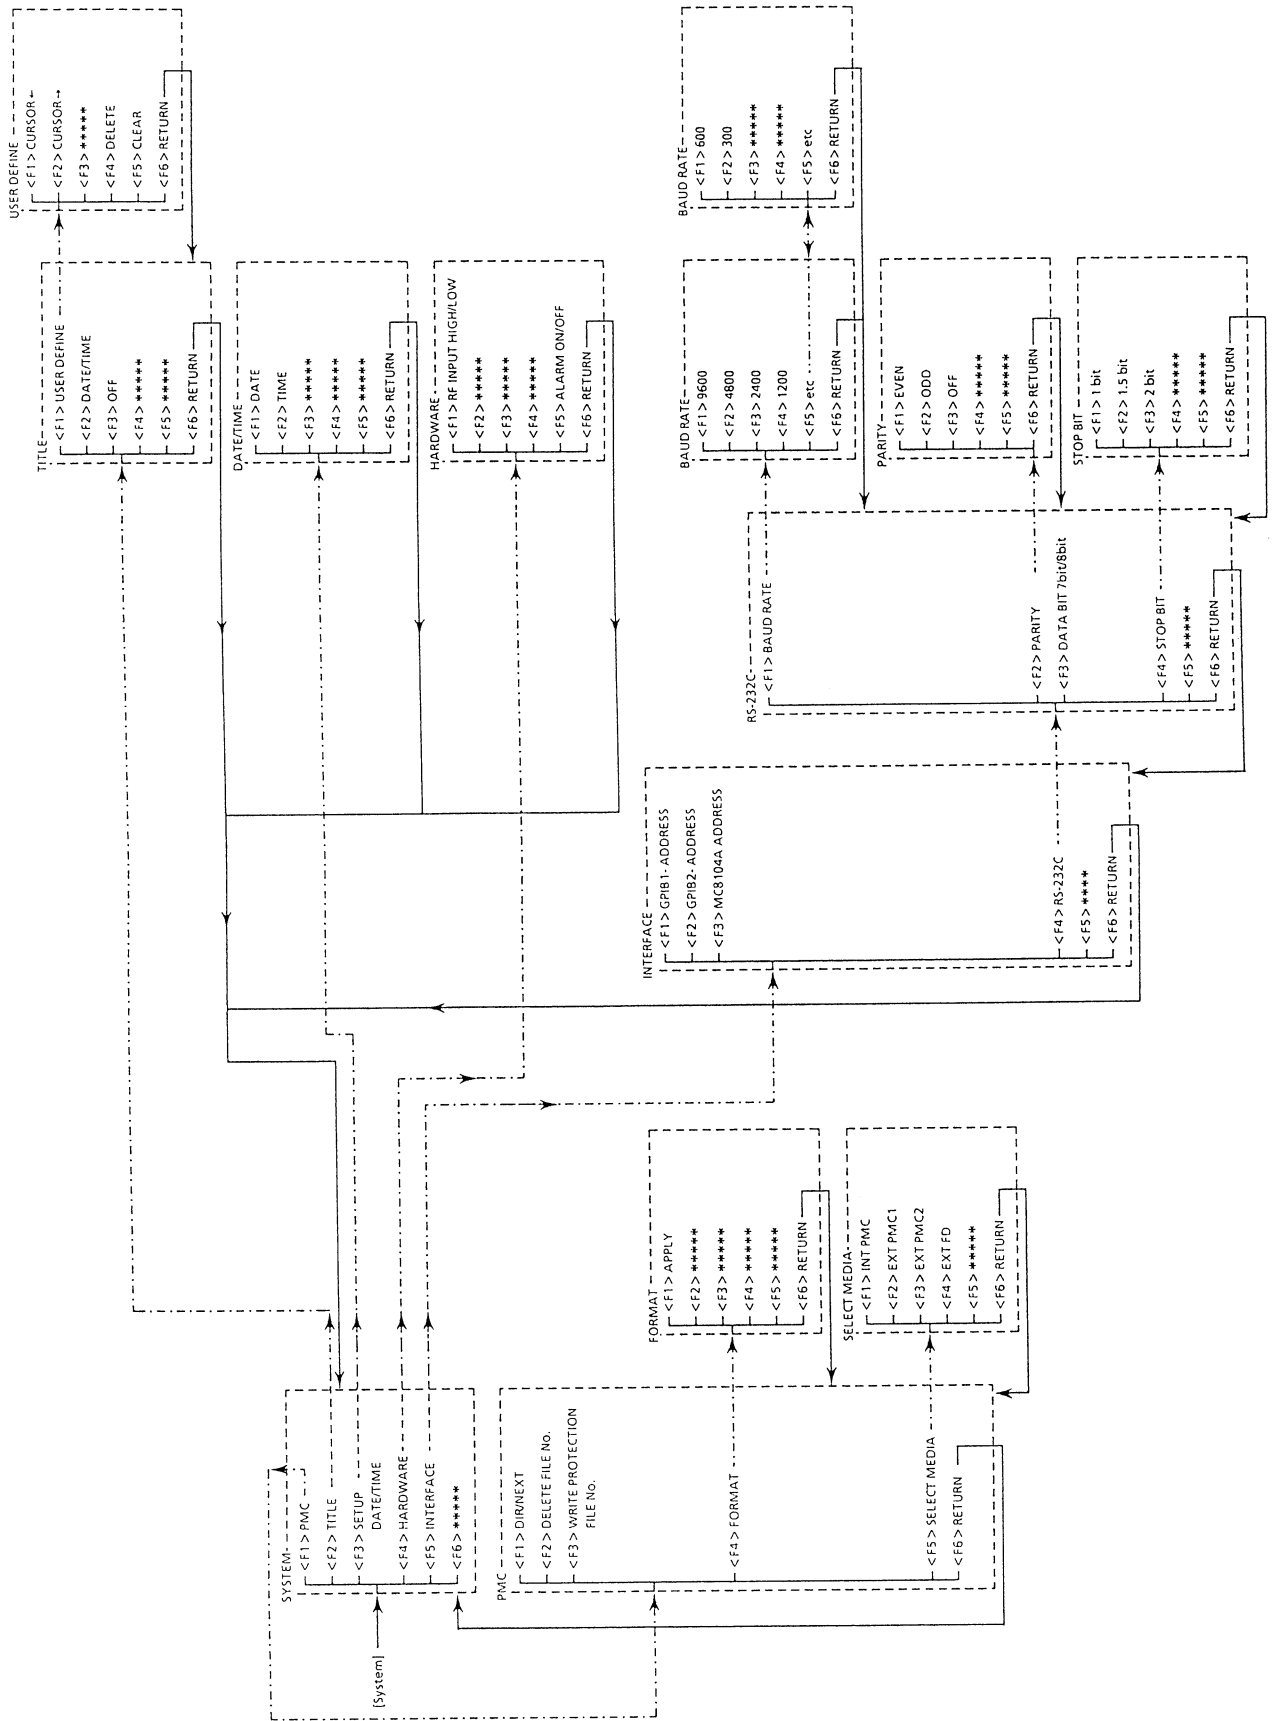 [System]
SYSTEM
<F1> PMC
<F2> TITLE
<F3> SETUP
DATE/TIME
<F4> HARDWARE
<F5> INTERFACE
<F6> *****
PMC
<F1> DIR/NEXT
<F2> DELETE FILE No.
<F3> WRITE PROTECTION
FILE No.
<F4> FORMAT
<F5> SELECT MEDIA
<F6> RETURN
FORMAT
<F1> APPLY
<F2> *****
<F3> *****
<F4> *****
<F5> *****
<F6> RETURN
SELECT MEDIA
<F1> INT PMC
<F2> EXT PMC1
<F3> EXT PMC2
<F4> EXT FD
<F5> *****
<F6> RETURN
INTERFACE
<F1> GPIB1- ADDRESS
<F2> GPIB2- ADDRESS
<F3> MC8104A ADDRESS
<F4> RS-232C
<F5> ****
<F6> RETURN
RS-232C
<F1> BAUD RATE
<F2> PARITY
<F3> DATA BIT 7bit/8bit
<F4> STOP BIT
<F5> *****
<F6> RETURN
TITLE
<F1> USER DEFINE
<F2> DATE/TIME
<F3> OFF
<F4> *****
<F5> *****
<F6> RETURN
DATE/TIME
<F1> DATE
<F2> TIME
<F3> *****
<F4> *****
<F5> *****
<F6> RETURN
HARDWARE
<F1> RF INPUT HIGH/LOW
<F2> *****
<F3> *****
<F4> *****
<F5> ALARM ON/OFF
<F6> RETURN
BAUD RATE
<F1> 9600
<F2> 4800
<F3> 2400
<F4> 1200
<F5> etc
<F6> RETURN
PARITY
<F1> EVEN
<F2> ODD
<F3> OFF
<F4> *****
<F5> *****
<F6> RETURN
STOP BIT
<F1> 1 bit
<F2> 1.5 bit
<F3> 2 bit
<F4> *****
<F5> *****
<F6> RETURN
USER DEFINE
<F1> CURSOR ←
<F2> CURSOR →
<F3> *****
<F4> DELETE
<F5> CLEAR
<F6> RETURN
BAUD RATE
<F1> 600
<F2> 300
<F3> *****
<F4> *****
<F5> etc
<F6> RETURN